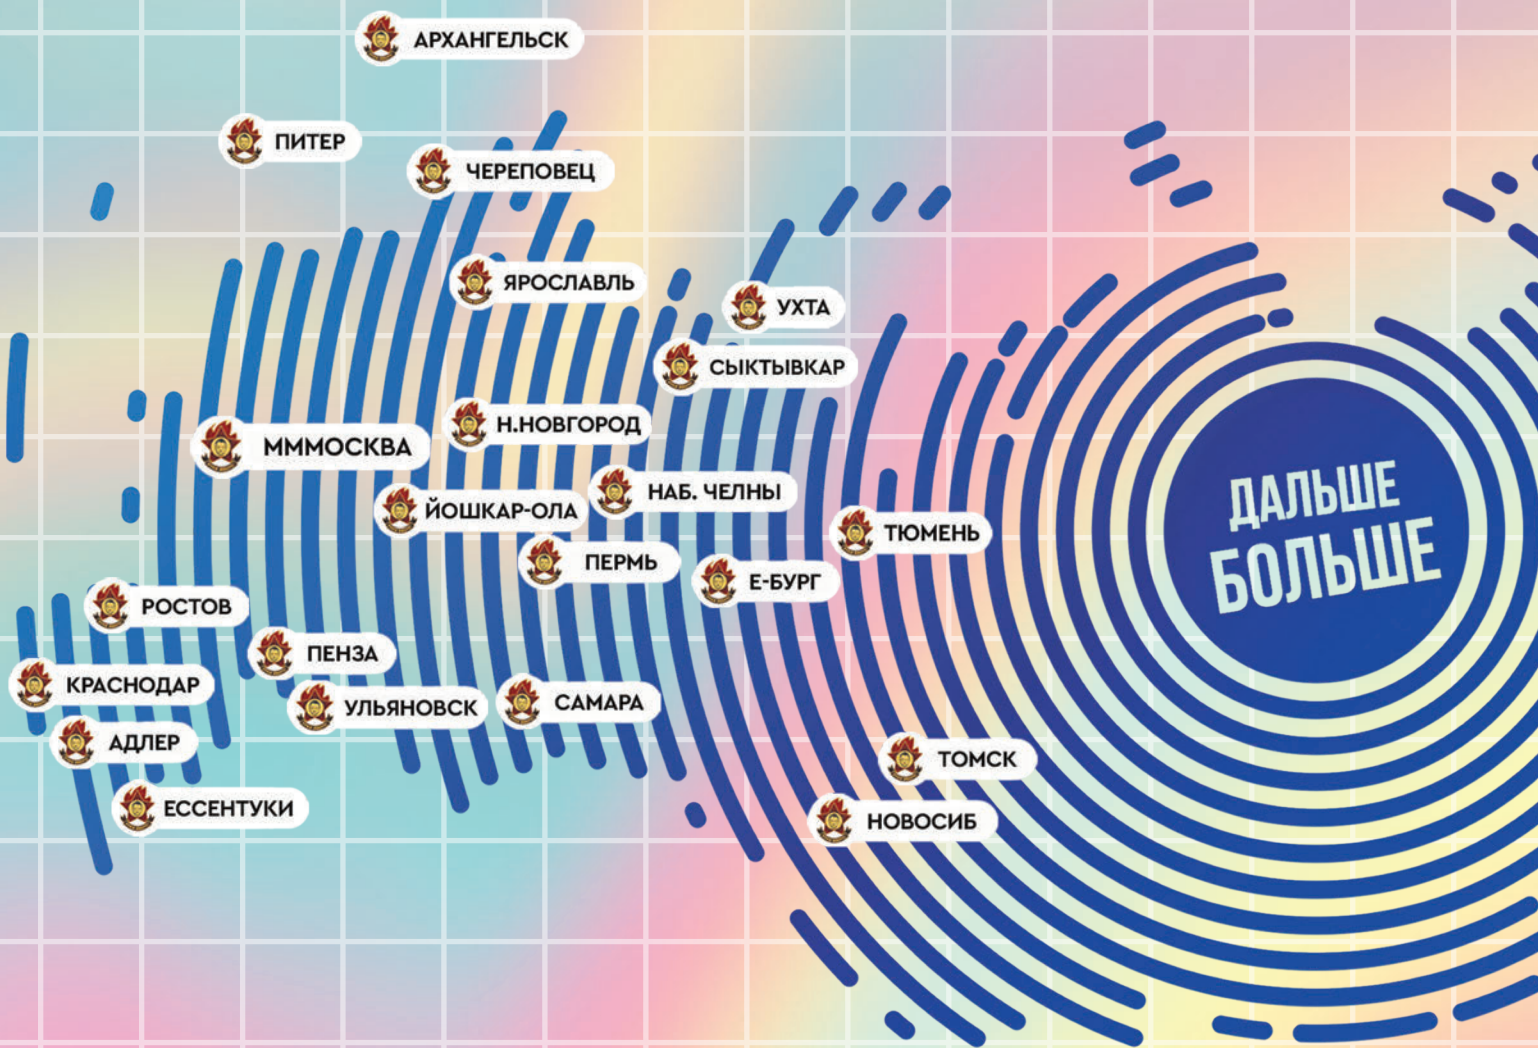 АРХАНГЕЛЬСК
ПИТЕР
ЧЕРЕПОВЕЦ
ЯРОСЛАВЛЬ
УХТА
СЫКТЫВКАР
Н.НОВГОРОД
МММОСКВА
НАБ. ЧЕЛНЫ
ЙОШКАР-ОЛА
ТЮМЕНЬ
ПЕРМЬ
Е-БУРГ
ДАЛЬШЕ
БОЛЬШЕ
РОСТОВ
ПЕНЗА
КРАСНОДАР
УЛЬЯНОВСК
САМАРА
АДЛЕР
ТОМСК
ЕССЕНТУКИ
НОВОСИБ